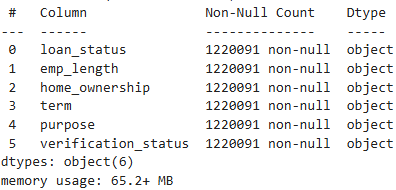 #   Column               Non-Null Count    Dtype
---  ------               --------------    -----
 0   loan_status          1220091 non-null  object
 1   emp_length           1220091 non-null  object
 2   home_ownership       1220091 non-null  object
 3   term                 1220091 non-null  object
 4   purpose              1220091 non-null  object
 5   verification_status  1220091 non-null  object
dtypes: object(6)
memory usage: 65.2+ MB